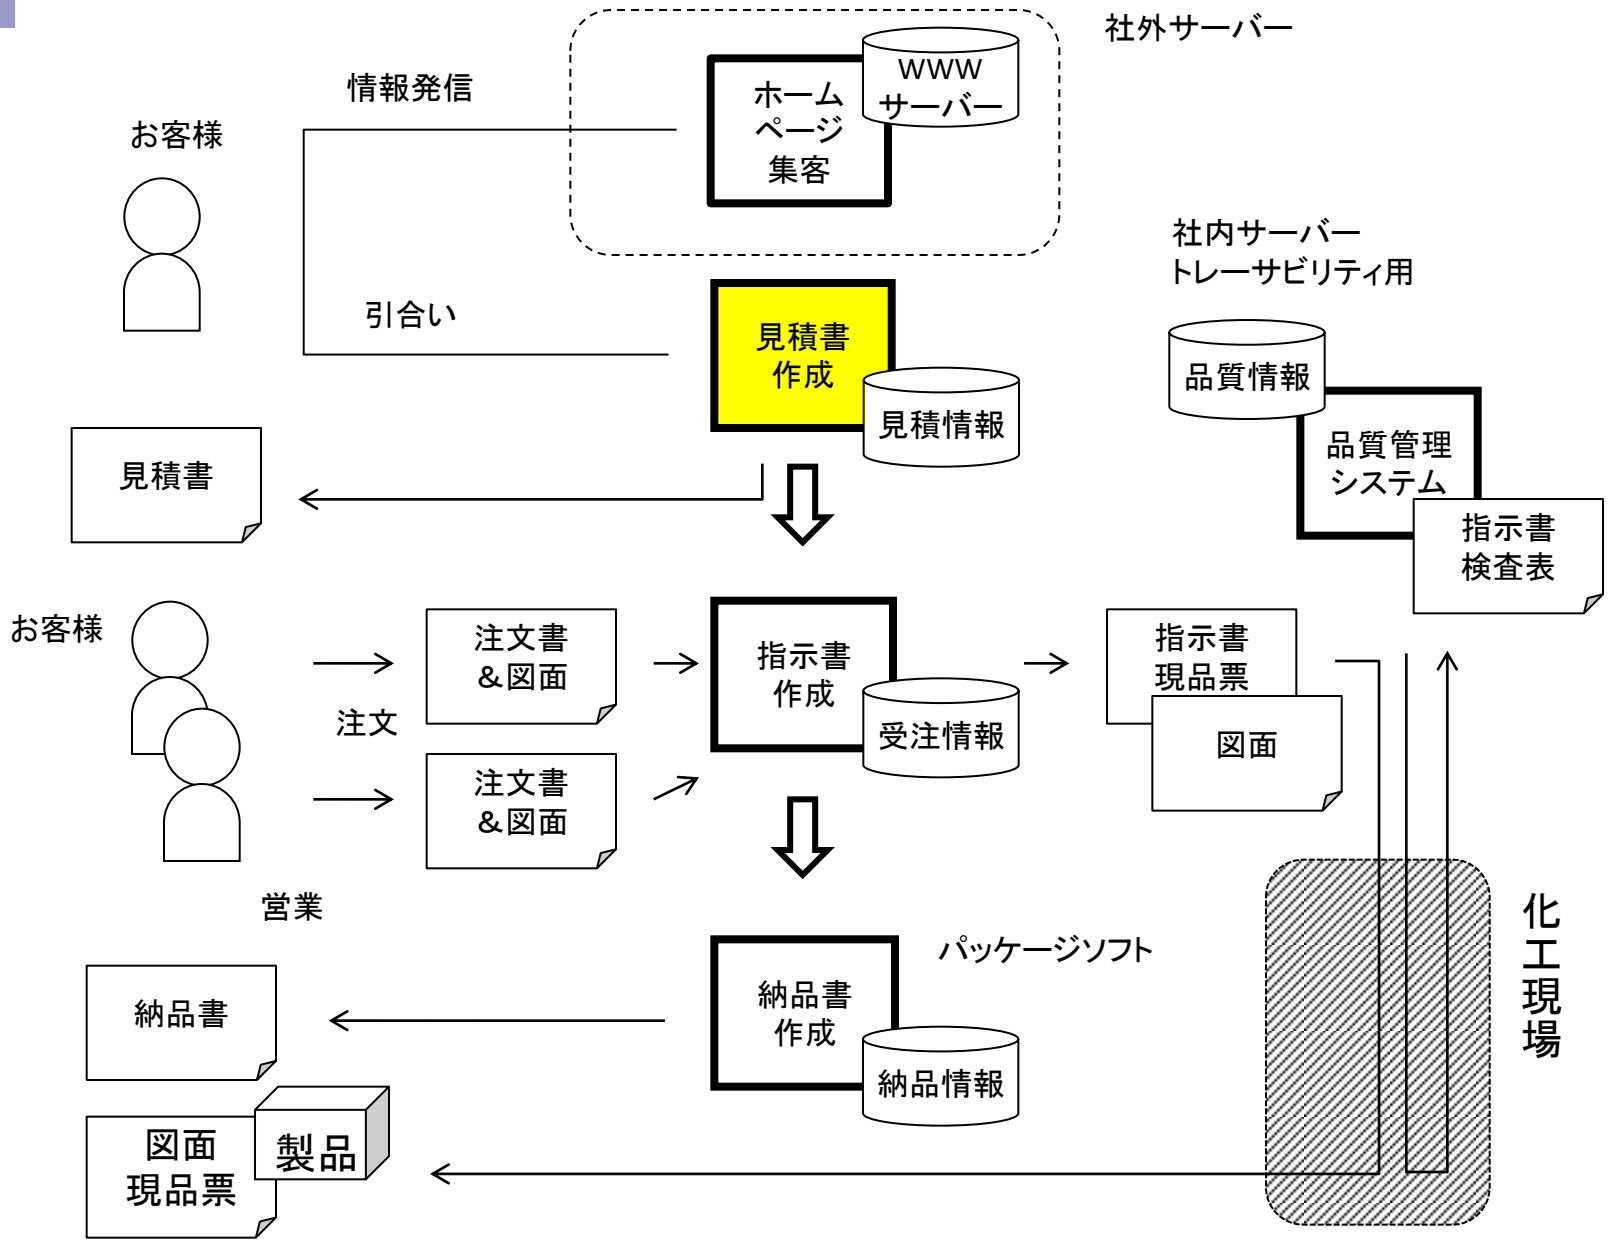 社外サーバー
WWW
サーバー
ホーム
ページ
集客
情報発信
お客様
引合い
見積書
作成
見積情報
社内サーバー
トレーサビリティ用
品質情報
品質管理
システム
指示書
検査表
見積書
お客様
注文書
&図面
注文
注文書
&図面
指示書
作成
受注情報
指示書
現品票
図面
営業
納品書
作成
納品情報
パッケージソフト
化工現場
納品書
図面
現品票
製品